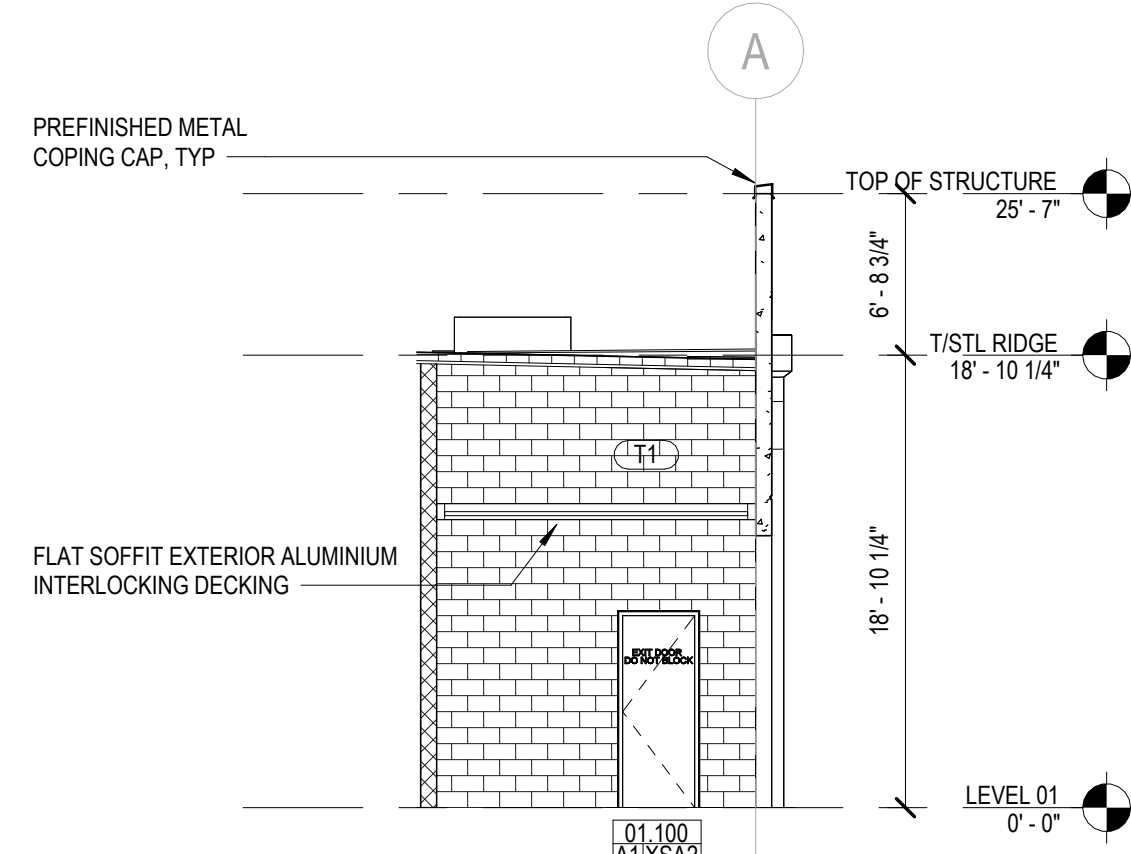 A
PREFINISHED METAL
COPING CAP, TYP
TOP OF STRUCTURE
25' - 7"
6' - 8 3/4"
T/STL RIDGE
18' - 10 1/4"
T1
FLAT SOFFIT EXTERIOR ALUMINIUM
INTERLOCKING DECKING
18' - 10 1/4"
EXIT DOOR
DO NOT BLOCK
LEVEL 01
0' - 0"
01.100
A1 XSA2